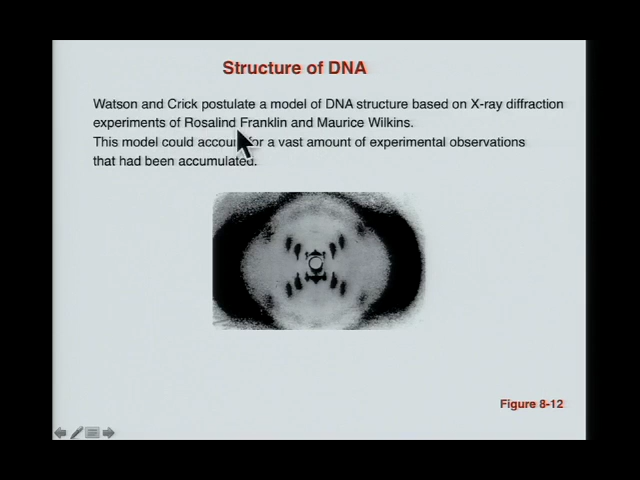 Structure of DNA
Watson and Crick postulate a model of DNA structure based on X-ray diffraction
experiments of Rosalind Franklin and Maurice Wilkins.
This model could account for a vast amount of experimental observations
that had been accumulated.
Figure 8-12